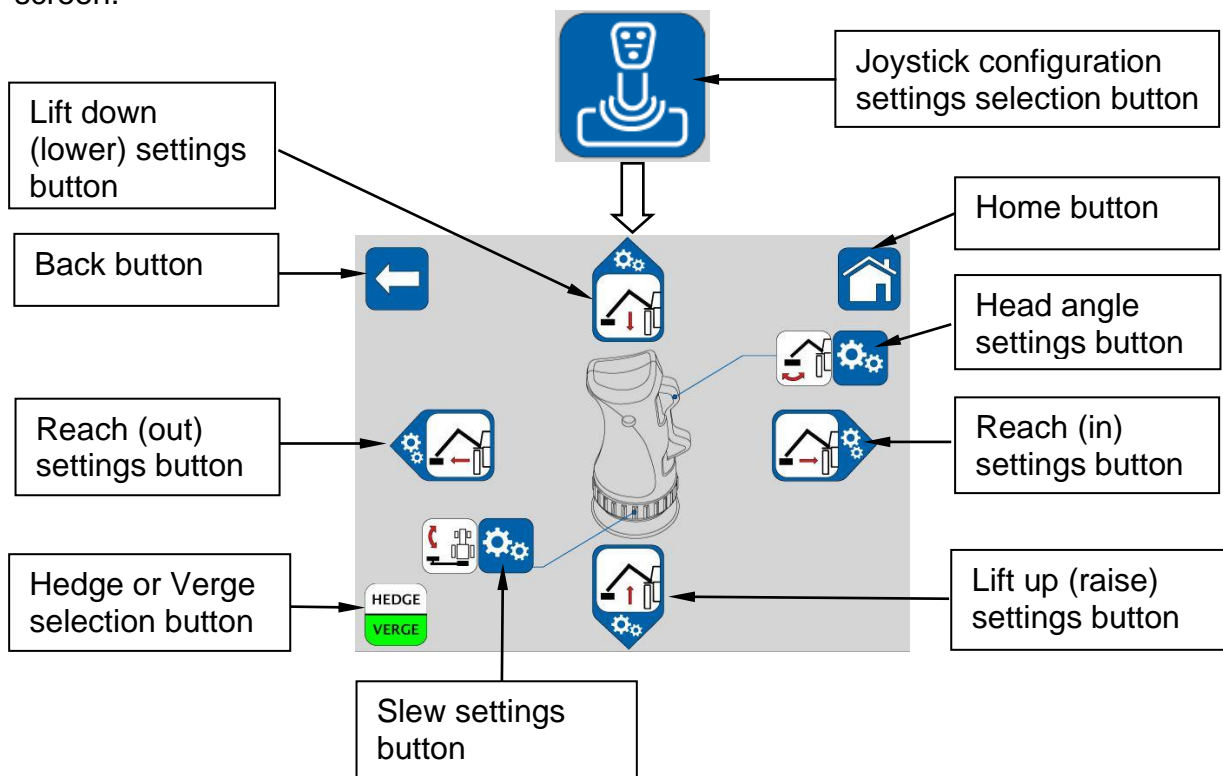 screen.
Joystick configuration
settings selection button
Lift down
(lower) settings
button
Home button
Back button
Head angle
settings button
Reach (out)
settings button
Reach (in)
settings button
Hedge or Verge
selection button
HEDGE
VERGE
Lift up (raise)
settings button
Slew settings
button